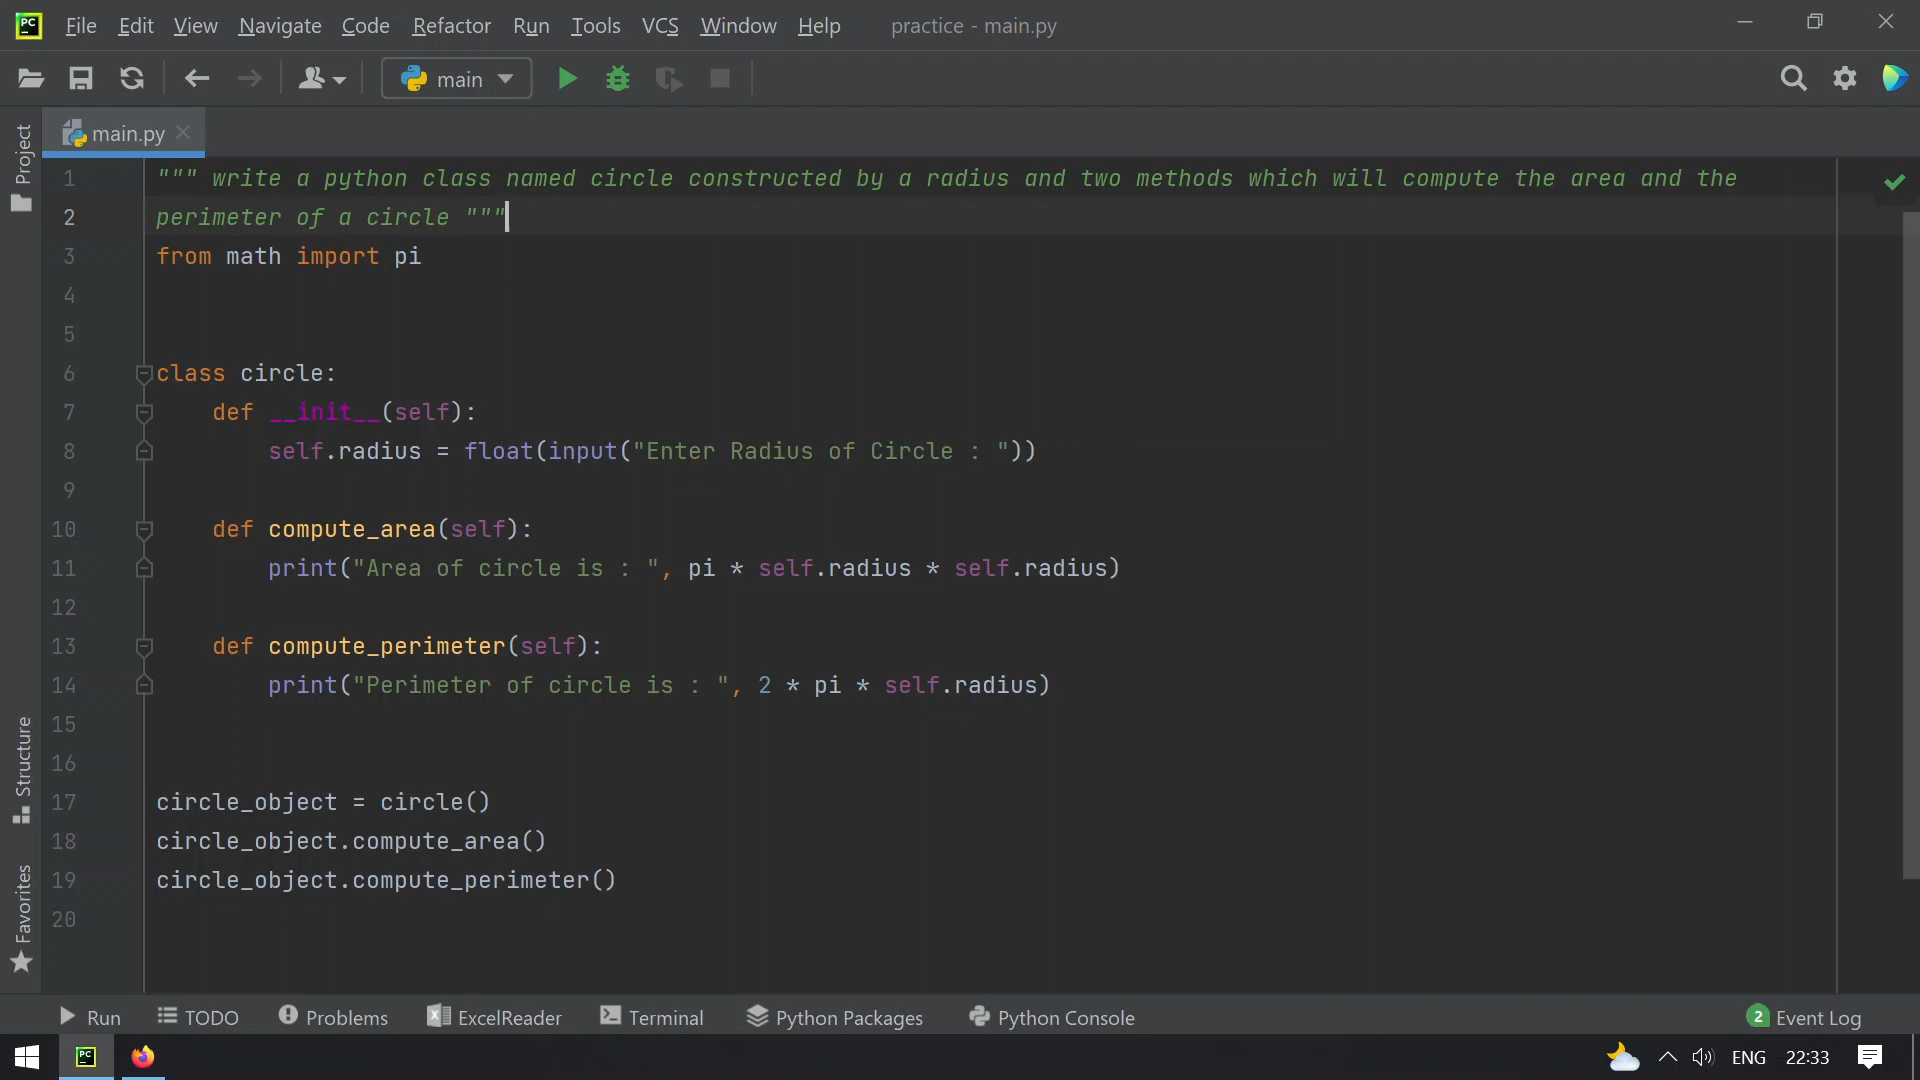 PC File Edit View Navigate Code Refactor Run Tools VCS Window Help practice - main.py
main
main.py
Project
1 """ write a python class named circle constructed by a radius and two methods which will compute the area and the
2 perimeter of a circle """
3 from math import pi
4
5
6 class circle:
7 def __init__(self):
8 self.radius = float(input("Enter Radius of Circle : "))
9
10 def compute_area(self):
11 print("Area of circle is : ", pi * self.radius * self.radius)
12
13 def compute_perimeter(self):
14 print("Perimeter of circle is : ", 2 * pi * self.radius)
15
16
17 circle_object = circle()
18 circle_object.compute_area()
19 circle_object.compute_perimeter()
20
Structure
Favorites
Run TODO Problems ExcelReader Terminal Python Packages Python Console 2 Event Log
PC ENG 22:33